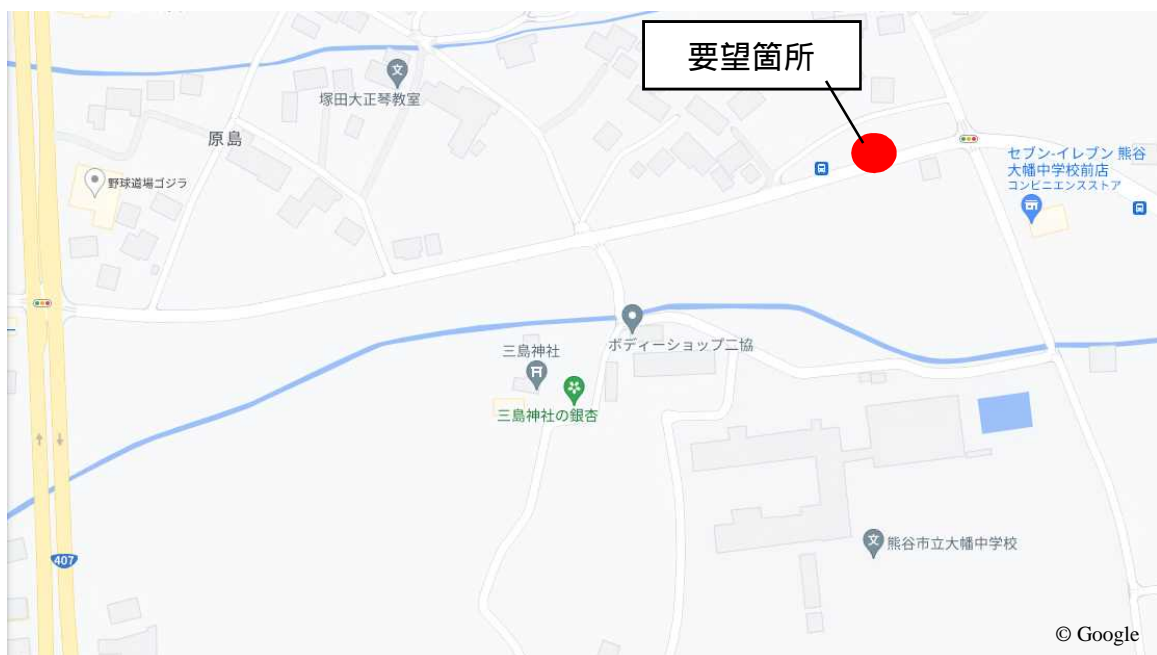 要望箇所
塚田大正琴教室
原島
野球道場ゴジラ
セブン-イレブン 熊谷
大幡中学校前店
コンビニエンスストア
ボディーショップ二協
三島神社
三島神社の銀杏
407
熊谷市立大幡中学校
© Google